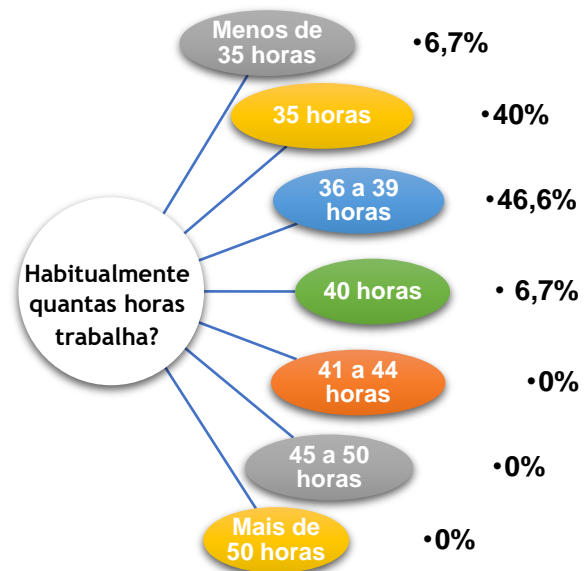 Menos de
35 horas
•6,7%
35 horas
•40%
36 a 39
horas
•46,6%
Habitualmente
quantas horas
trabalha?
40 horas
• 6,7%
41 a 44
horas
•0%
45 a 50
horas
•0%
Mais de
50 horas
•0%